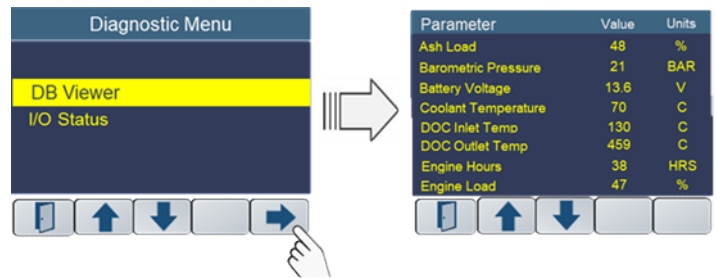 Diagnostic Menu
DB Viewer
I/O Status
Parameter Value Units
Ash Load 48 %
Barometric Pressure 21 BAR
Battery Voltage 13.6 V
Coolant Temperature 70 C
DOC Inlet Temp 130 C
DOC Outlet Temp 459 C
Engine Hours 38 HRS
Engine Load 47 %